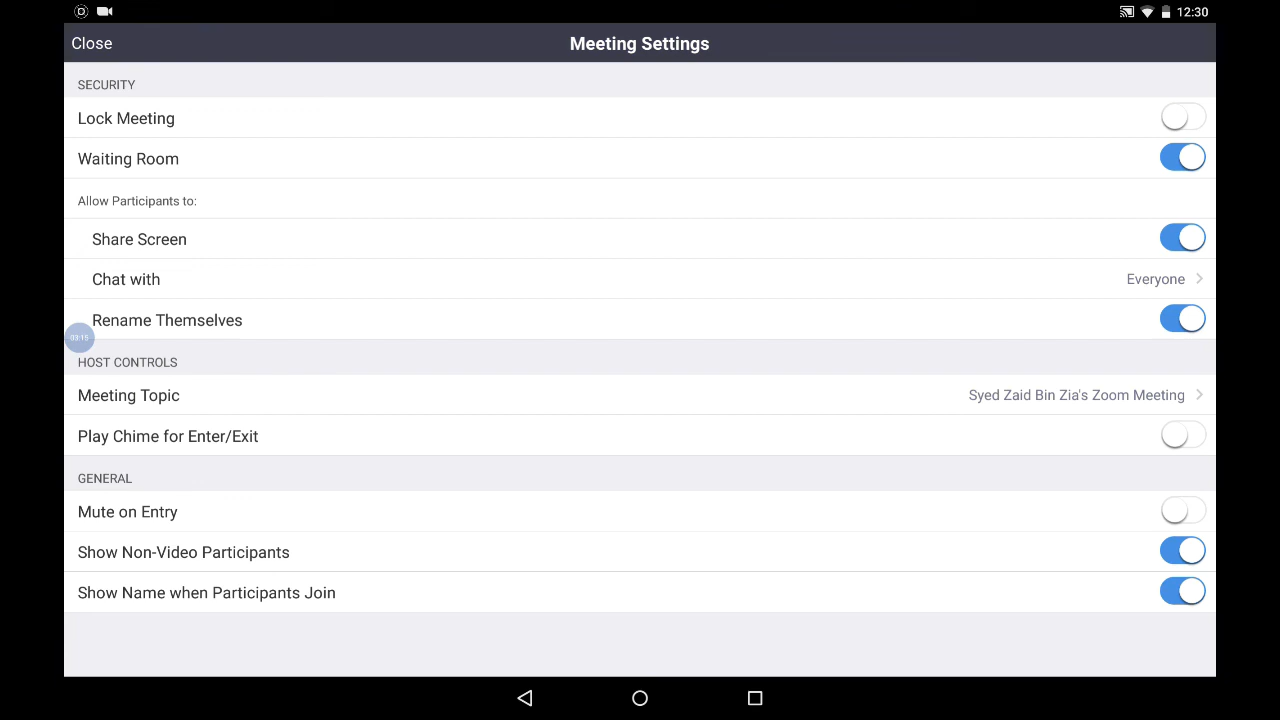 12:30
Close
Meeting Settings
SECURITY
Lock Meeting
Waiting Room
Allow Participants to:
Share Screen
Chat with Everyone
Rename Themselves
03:15
HOST CONTROLS
Meeting Topic Syed Zaid Bin Zia's Zoom Meeting
Play Chime for Enter/Exit
GENERAL
Mute on Entry
Show Non-Video Participants
Show Name when Participants Join